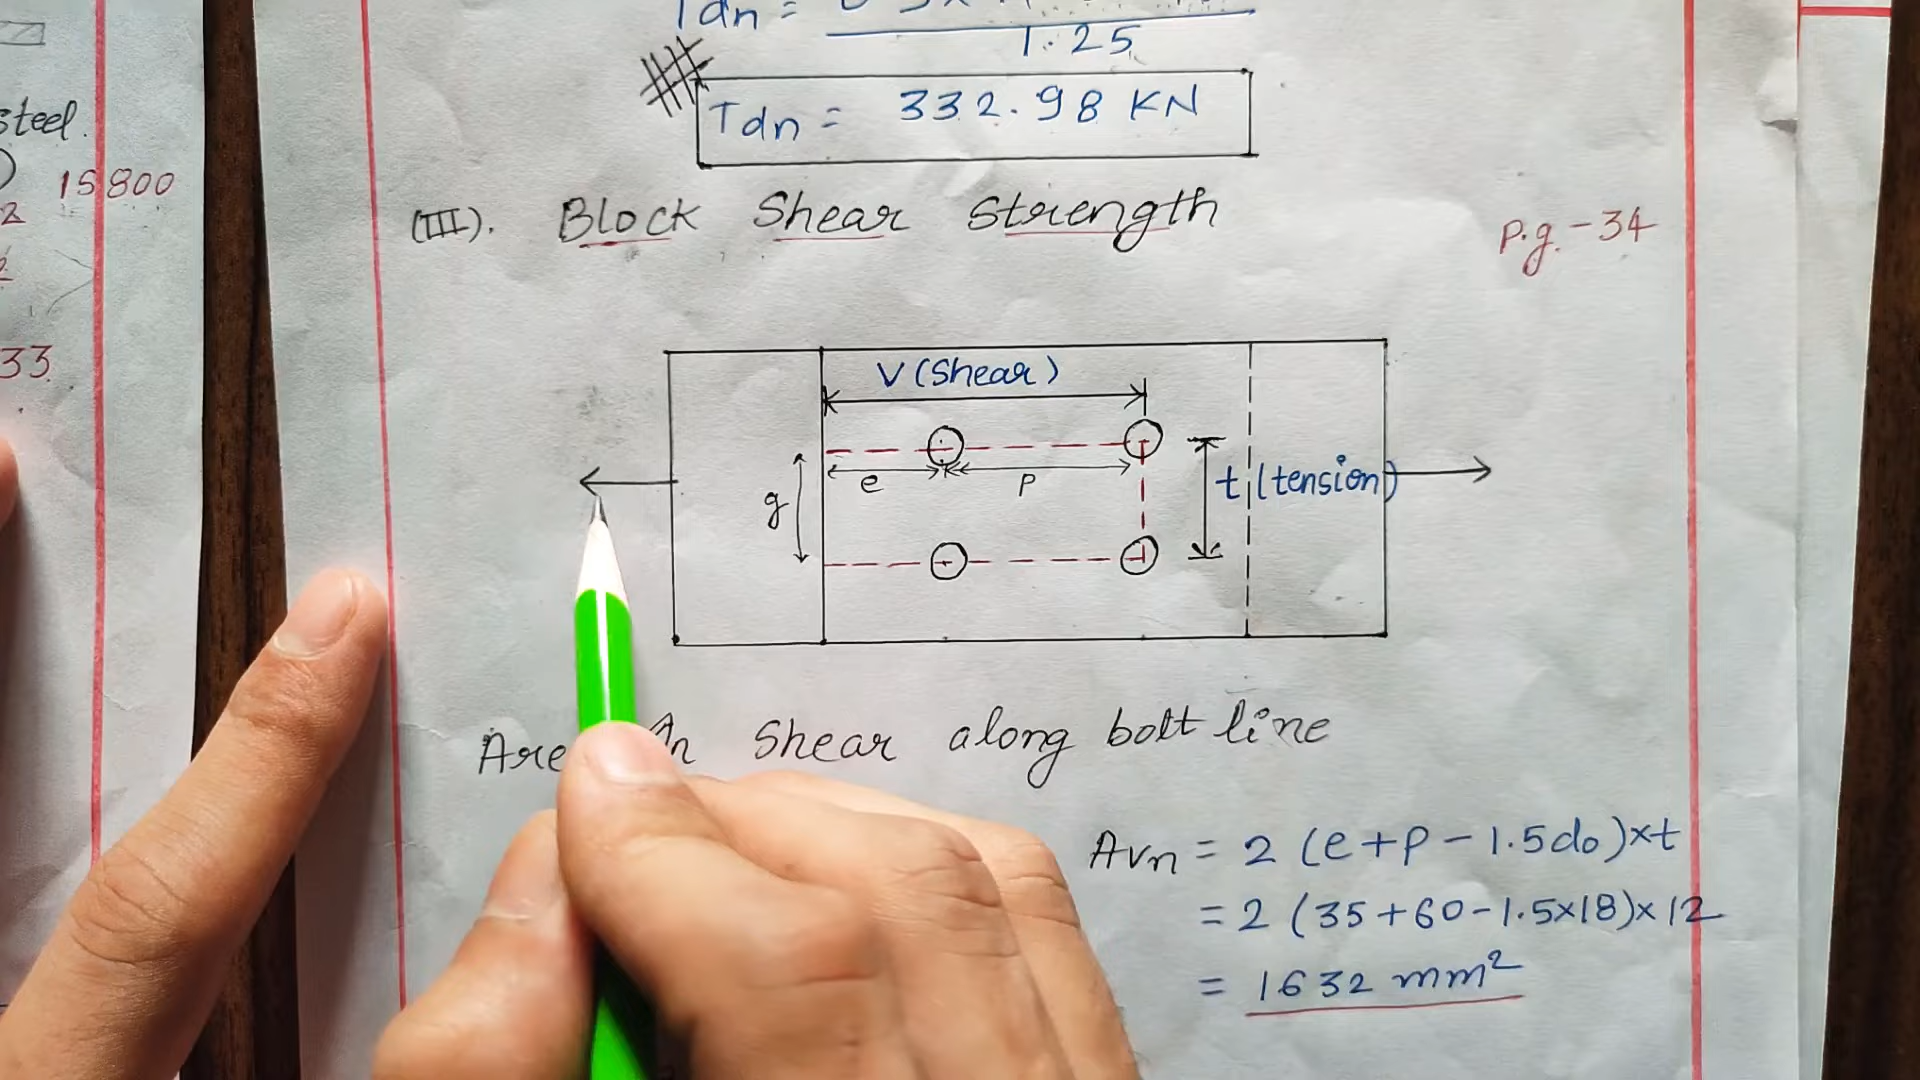 Tdn =
1.25
Tdn = 332.98 KN
steel.
15800
2
33
(III). Block Shear Strength
P.g.-34
V (Shear)
e
p
g
t (tension)
Shear along bolt line
Avn = 2 (e+p-1.5do)xt
= 2 (35+60-1.5x18)x12
= 1632 mm²